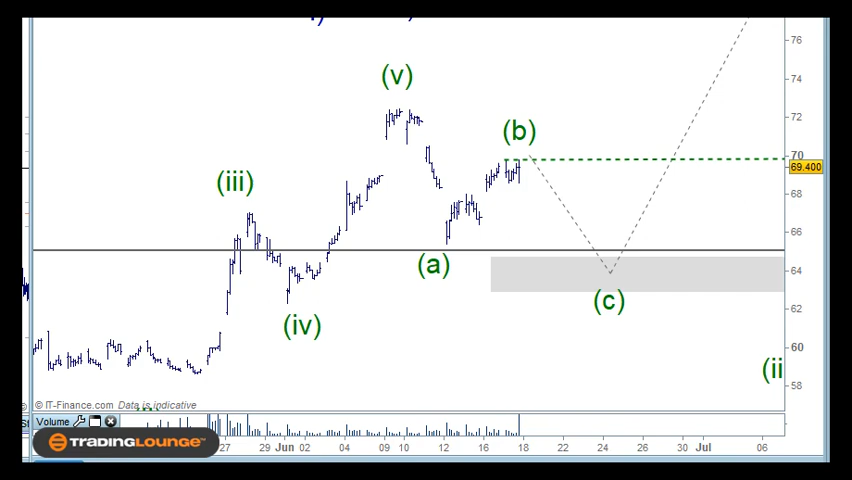 76
(v)
74
72
(b)
70
69.400
(iii)
68
66
(a)
64
(c)
62
(iv)
60
(ii
58
© IT-Finance.com Data is indicative
Volume
TRADINGLOUNGE™
27 29 Jun 02 04 09 10 12 16 18 22 24 26 30 Jul 06